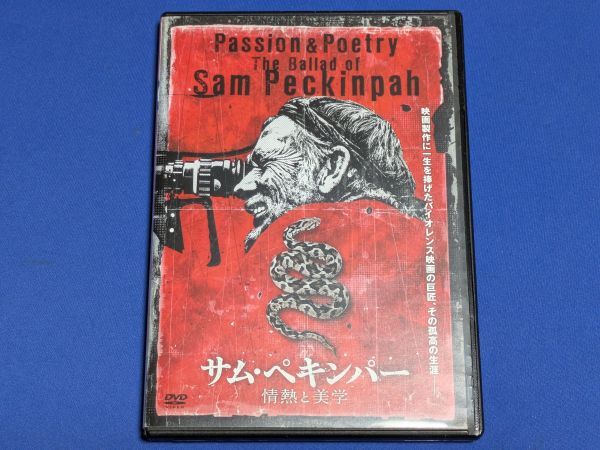 Passion & Poetry
The Ballad of
Sam Peckinpah
映画製作に一生を捧げたバイオレンス映画の巨匠、その孤高の生涯――
サム・ペキンパー
情熱と美学
DVD
VIDEO